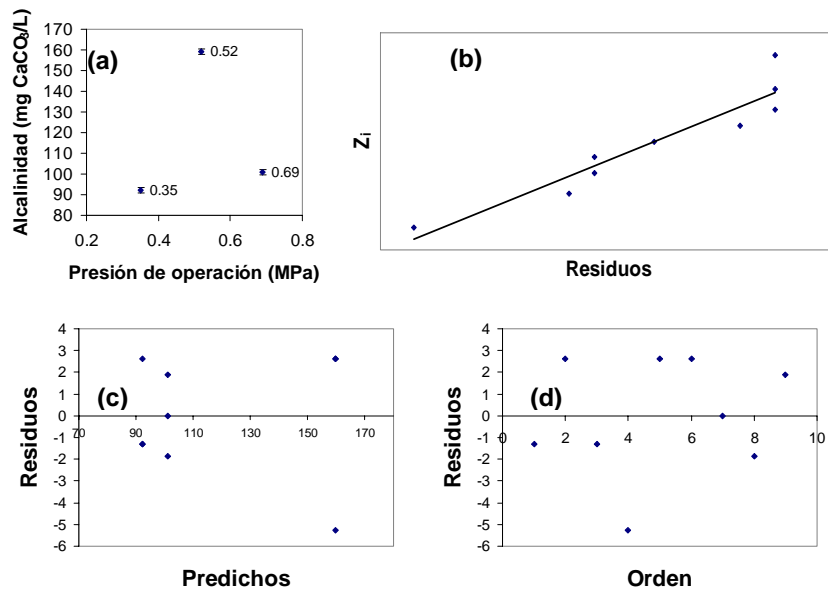 (a)
Alcalinidad (mg CaCO3/L)
170
160
150
140
130
120
110
100
90
80
0.52
0.69
0.35
0.2 0.4 0.6 0.8
Presión de operación (MPa)
(b)
Zi
Residuos
(c)
Residuos
4
3
2
1
0
-1
-2
-3
-4
-5
-6
70 90 110 130 150 170
Predichos
(d)
Residuos
4
3
2
1
0
-1
-2
-3
-4
-5
-6
0 2 4 6 8 10
Orden